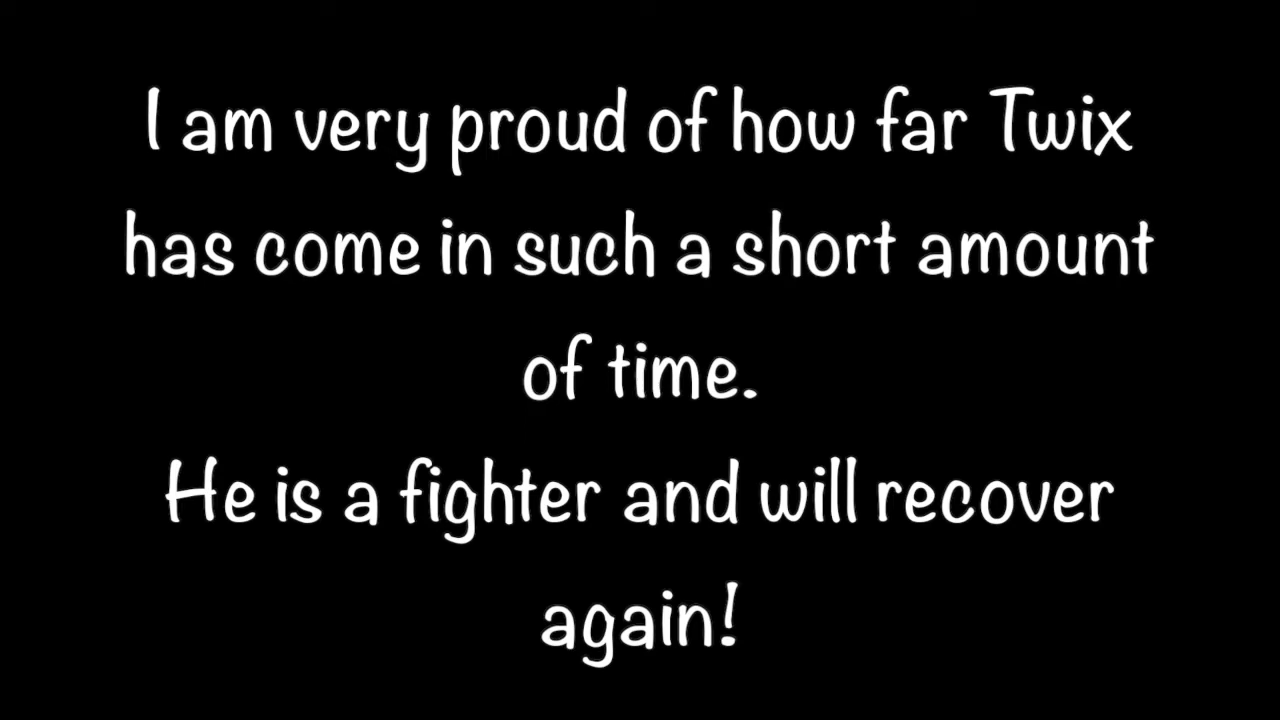 I am very proud of how far Twix
has come in such a short amount
of time.
He is a fighter and will recover
again!